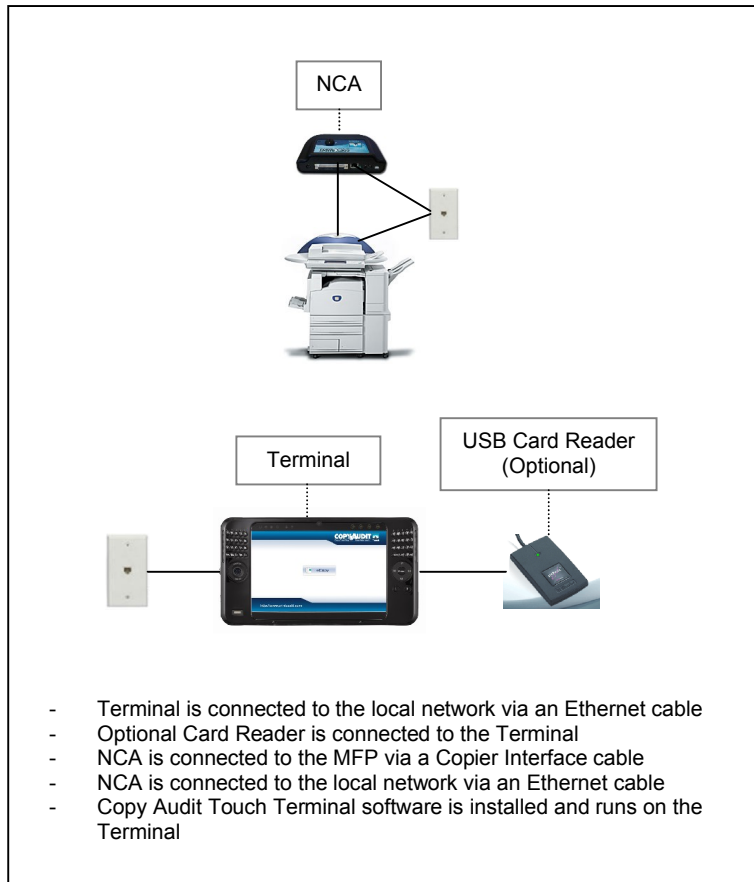 NCA
USB Card Reader
(Optional)
Terminal
COPYAUDIT
- Terminal is connected to the local network via an Ethernet cable
- Optional Card Reader is connected to the Terminal
- NCA is connected to the MFP via a Copier Interface cable
- NCA is connected to the local network via an Ethernet cable
- Copy Audit Touch Terminal software is installed and runs on the
Terminal